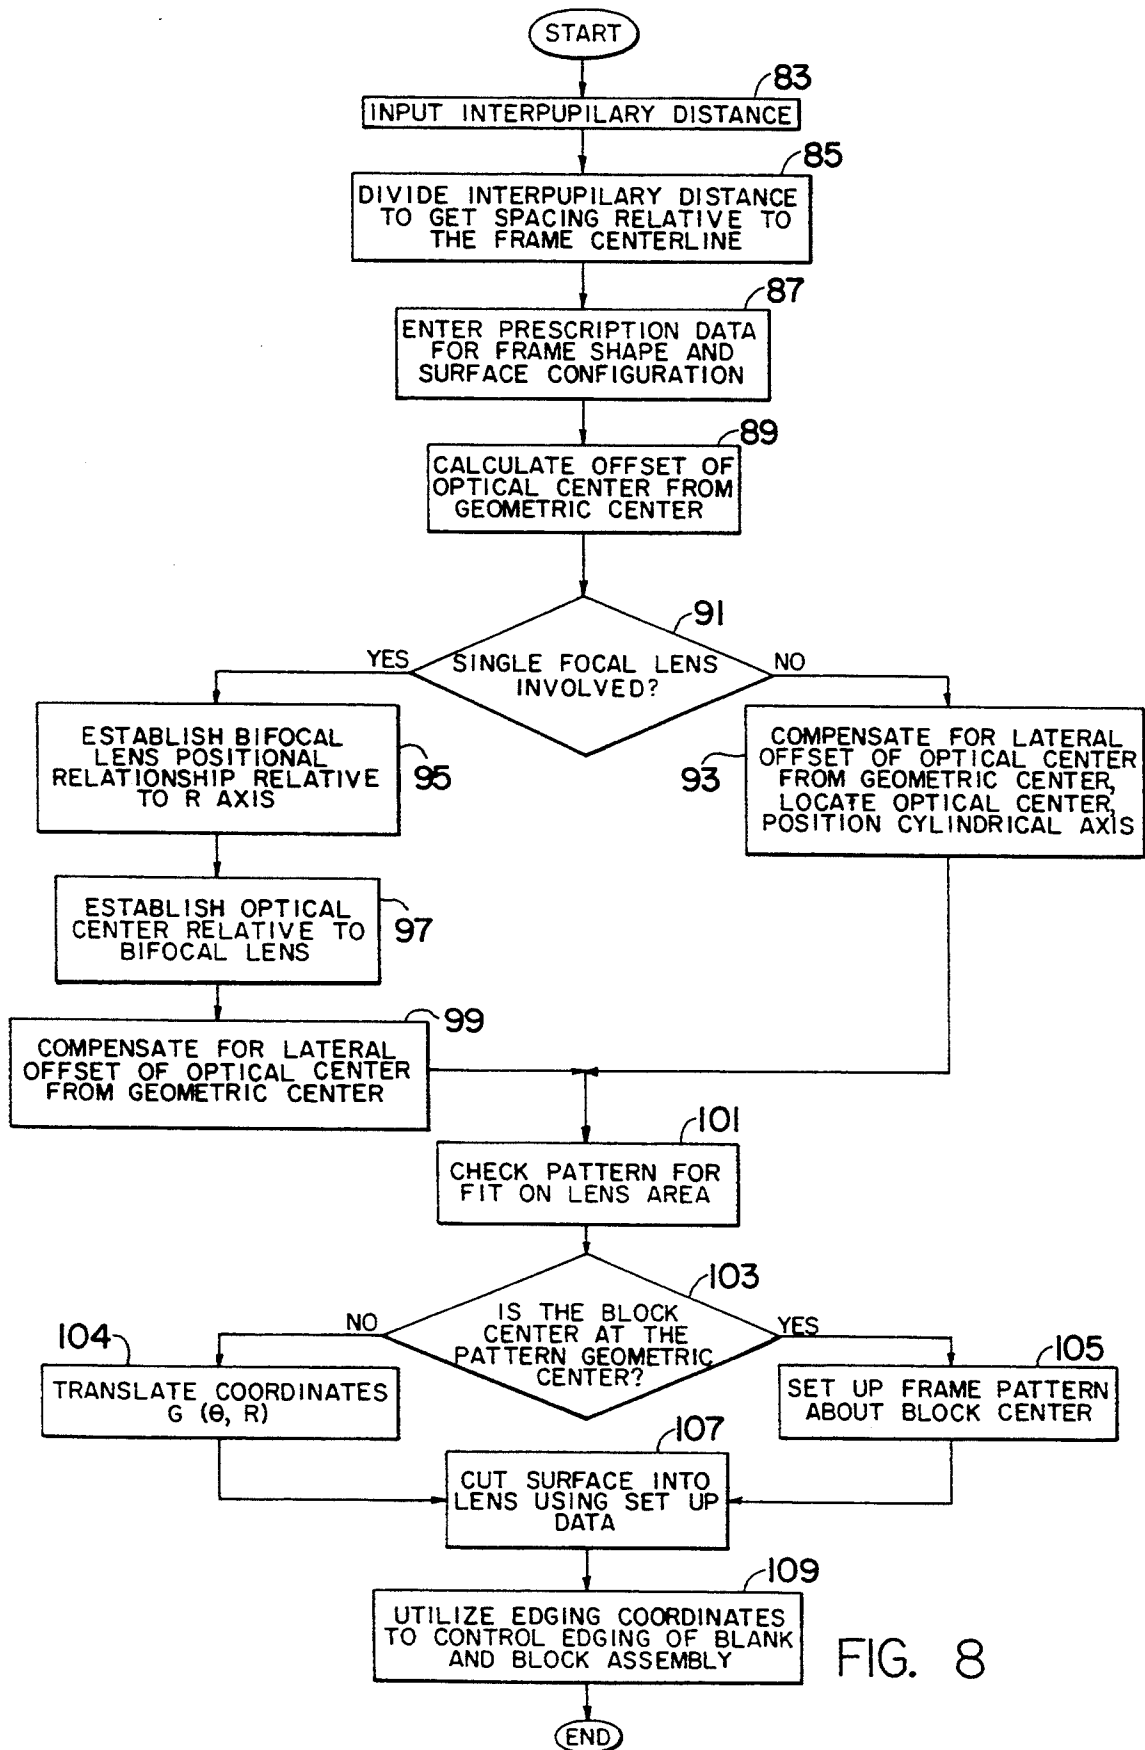 START
83
INPUT INTERPUPILARY DISTANCE
85
DIVIDE INTERPUPILARY DISTANCE
TO GET SPACING RELATIVE TO
THE FRAME CENTERLINE
87
ENTER PRESCRIPTION DATA
FOR FRAME SHAPE AND
SURFACE CONFIGURATION
89
CALCULATE OFFSET OF
OPTICAL CENTER FROM
GEOMETRIC CENTER
91
YES
SINGLE FOCAL LENS
INVOLVED?
NO
ESTABLISH BIFOCAL
LENS POSITIONAL
RELATIONSHIP RELATIVE
TO R AXIS
95
93
COMPENSATE FOR LATERAL
OFFSET OF OPTICAL CENTER
FROM GEOMETRIC CENTER,
LOCATE OPTICAL CENTER,
POSITION CYLINDRICAL AXIS
ESTABLISH OPTICAL
CENTER RELATIVE TO
BIFOCAL LENS
97
99
COMPENSATE FOR LATERAL
OFFSET OF OPTICAL CENTER
FROM GEOMETRIC CENTER
101
CHECK PATTERN FOR
FIT ON LENS AREA
103
NO
IS THE BLOCK
CENTER AT THE
PATTERN GEOMETRIC
CENTER?
YES
104
TRANSLATE COORDINATES
G (θ, R)
105
SET UP FRAME PATTERN
ABOUT BLOCK CENTER
107
CUT SURFACE INTO
LENS USING SET UP
DATA
109
UTILIZE EDGING COORDINATES
TO CONTROL EDGING OF BLANK
AND BLOCK ASSEMBLY
FIG. 8
END